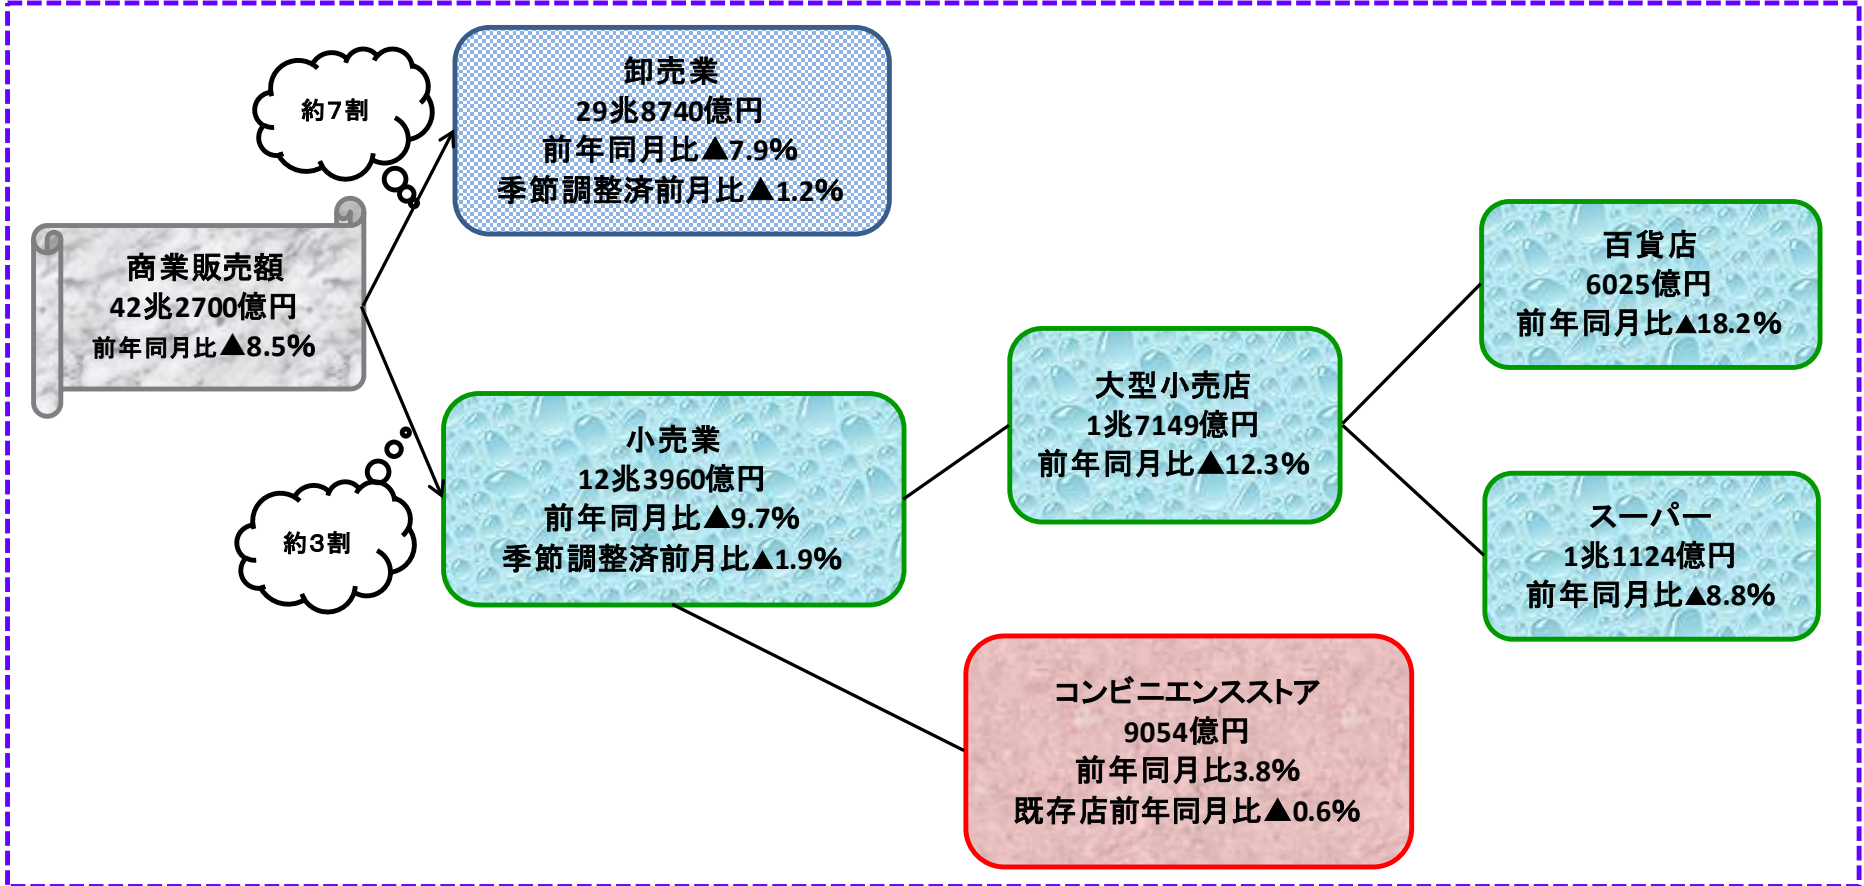 約7割
卸売業
29兆8740億円
前年同月比▲7.9%
季節調整済前月比▲1.2%
商業販売額
42兆2700億円
前年同月比▲8.5%
約3割
小売業
12兆3960億円
前年同月比▲9.7%
季節調整済前月比▲1.9%
大型小売店
1兆7149億円
前年同月比▲12.3%
百貨店
6025億円
前年同月比▲18.2%
スーパー
1兆1124億円
前年同月比▲8.8%
コンビニエンスストア
9054億円
前年同月比3.8%
既存店前年同月比▲0.6%